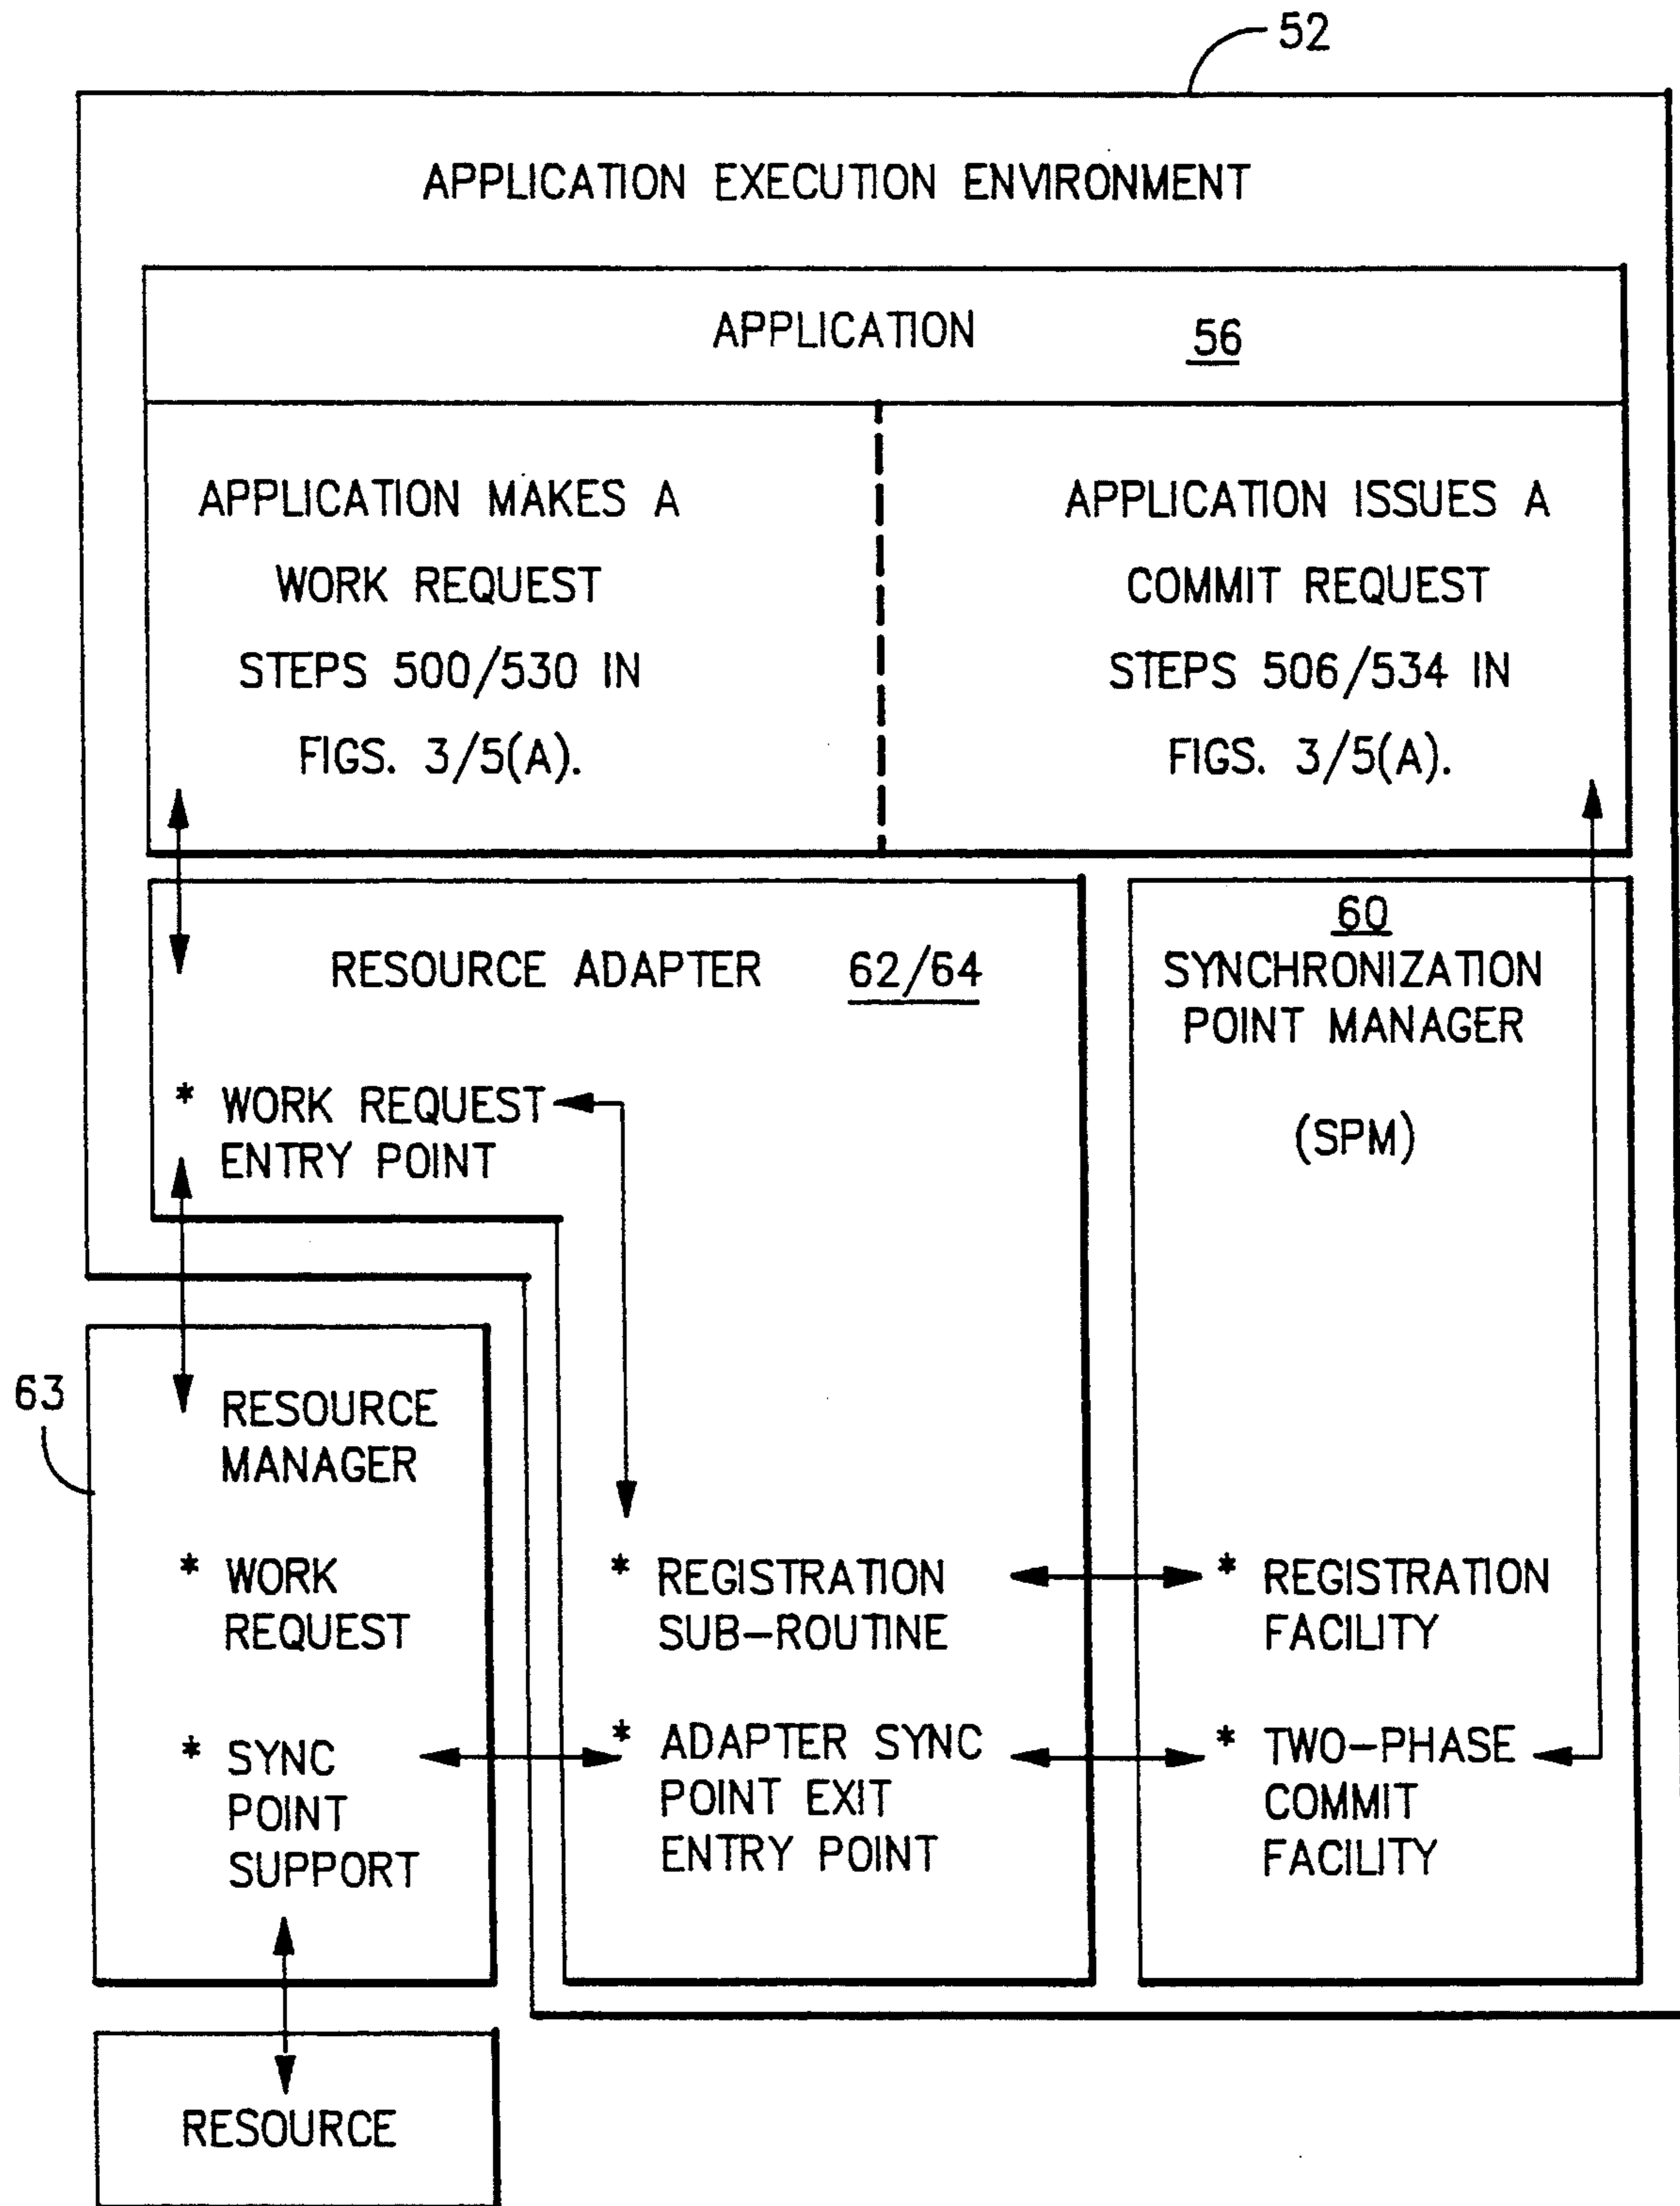 52
APPLICATION EXECUTION ENVIRONMENT
APPLICATION 56
APPLICATION MAKES A
WORK REQUEST
STEPS 500/530 IN
FIGS. 3/5(A).
APPLICATION ISSUES A
COMMIT REQUEST
STEPS 506/534 IN
FIGS. 3/5(A).
RESOURCE ADAPTER 62/64
* WORK REQUEST
ENTRY POINT
60
SYNCHRONIZATION
POINT MANAGER
(SPM)
63
RESOURCE
MANAGER
* WORK
REQUEST
* SYNC
POINT
SUPPORT
* REGISTRATION
SUB-ROUTINE
* ADAPTER SYNC
POINT EXIT
ENTRY POINT
* REGISTRATION
FACILITY
* TWO-PHASE
COMMIT
FACILITY
RESOURCE